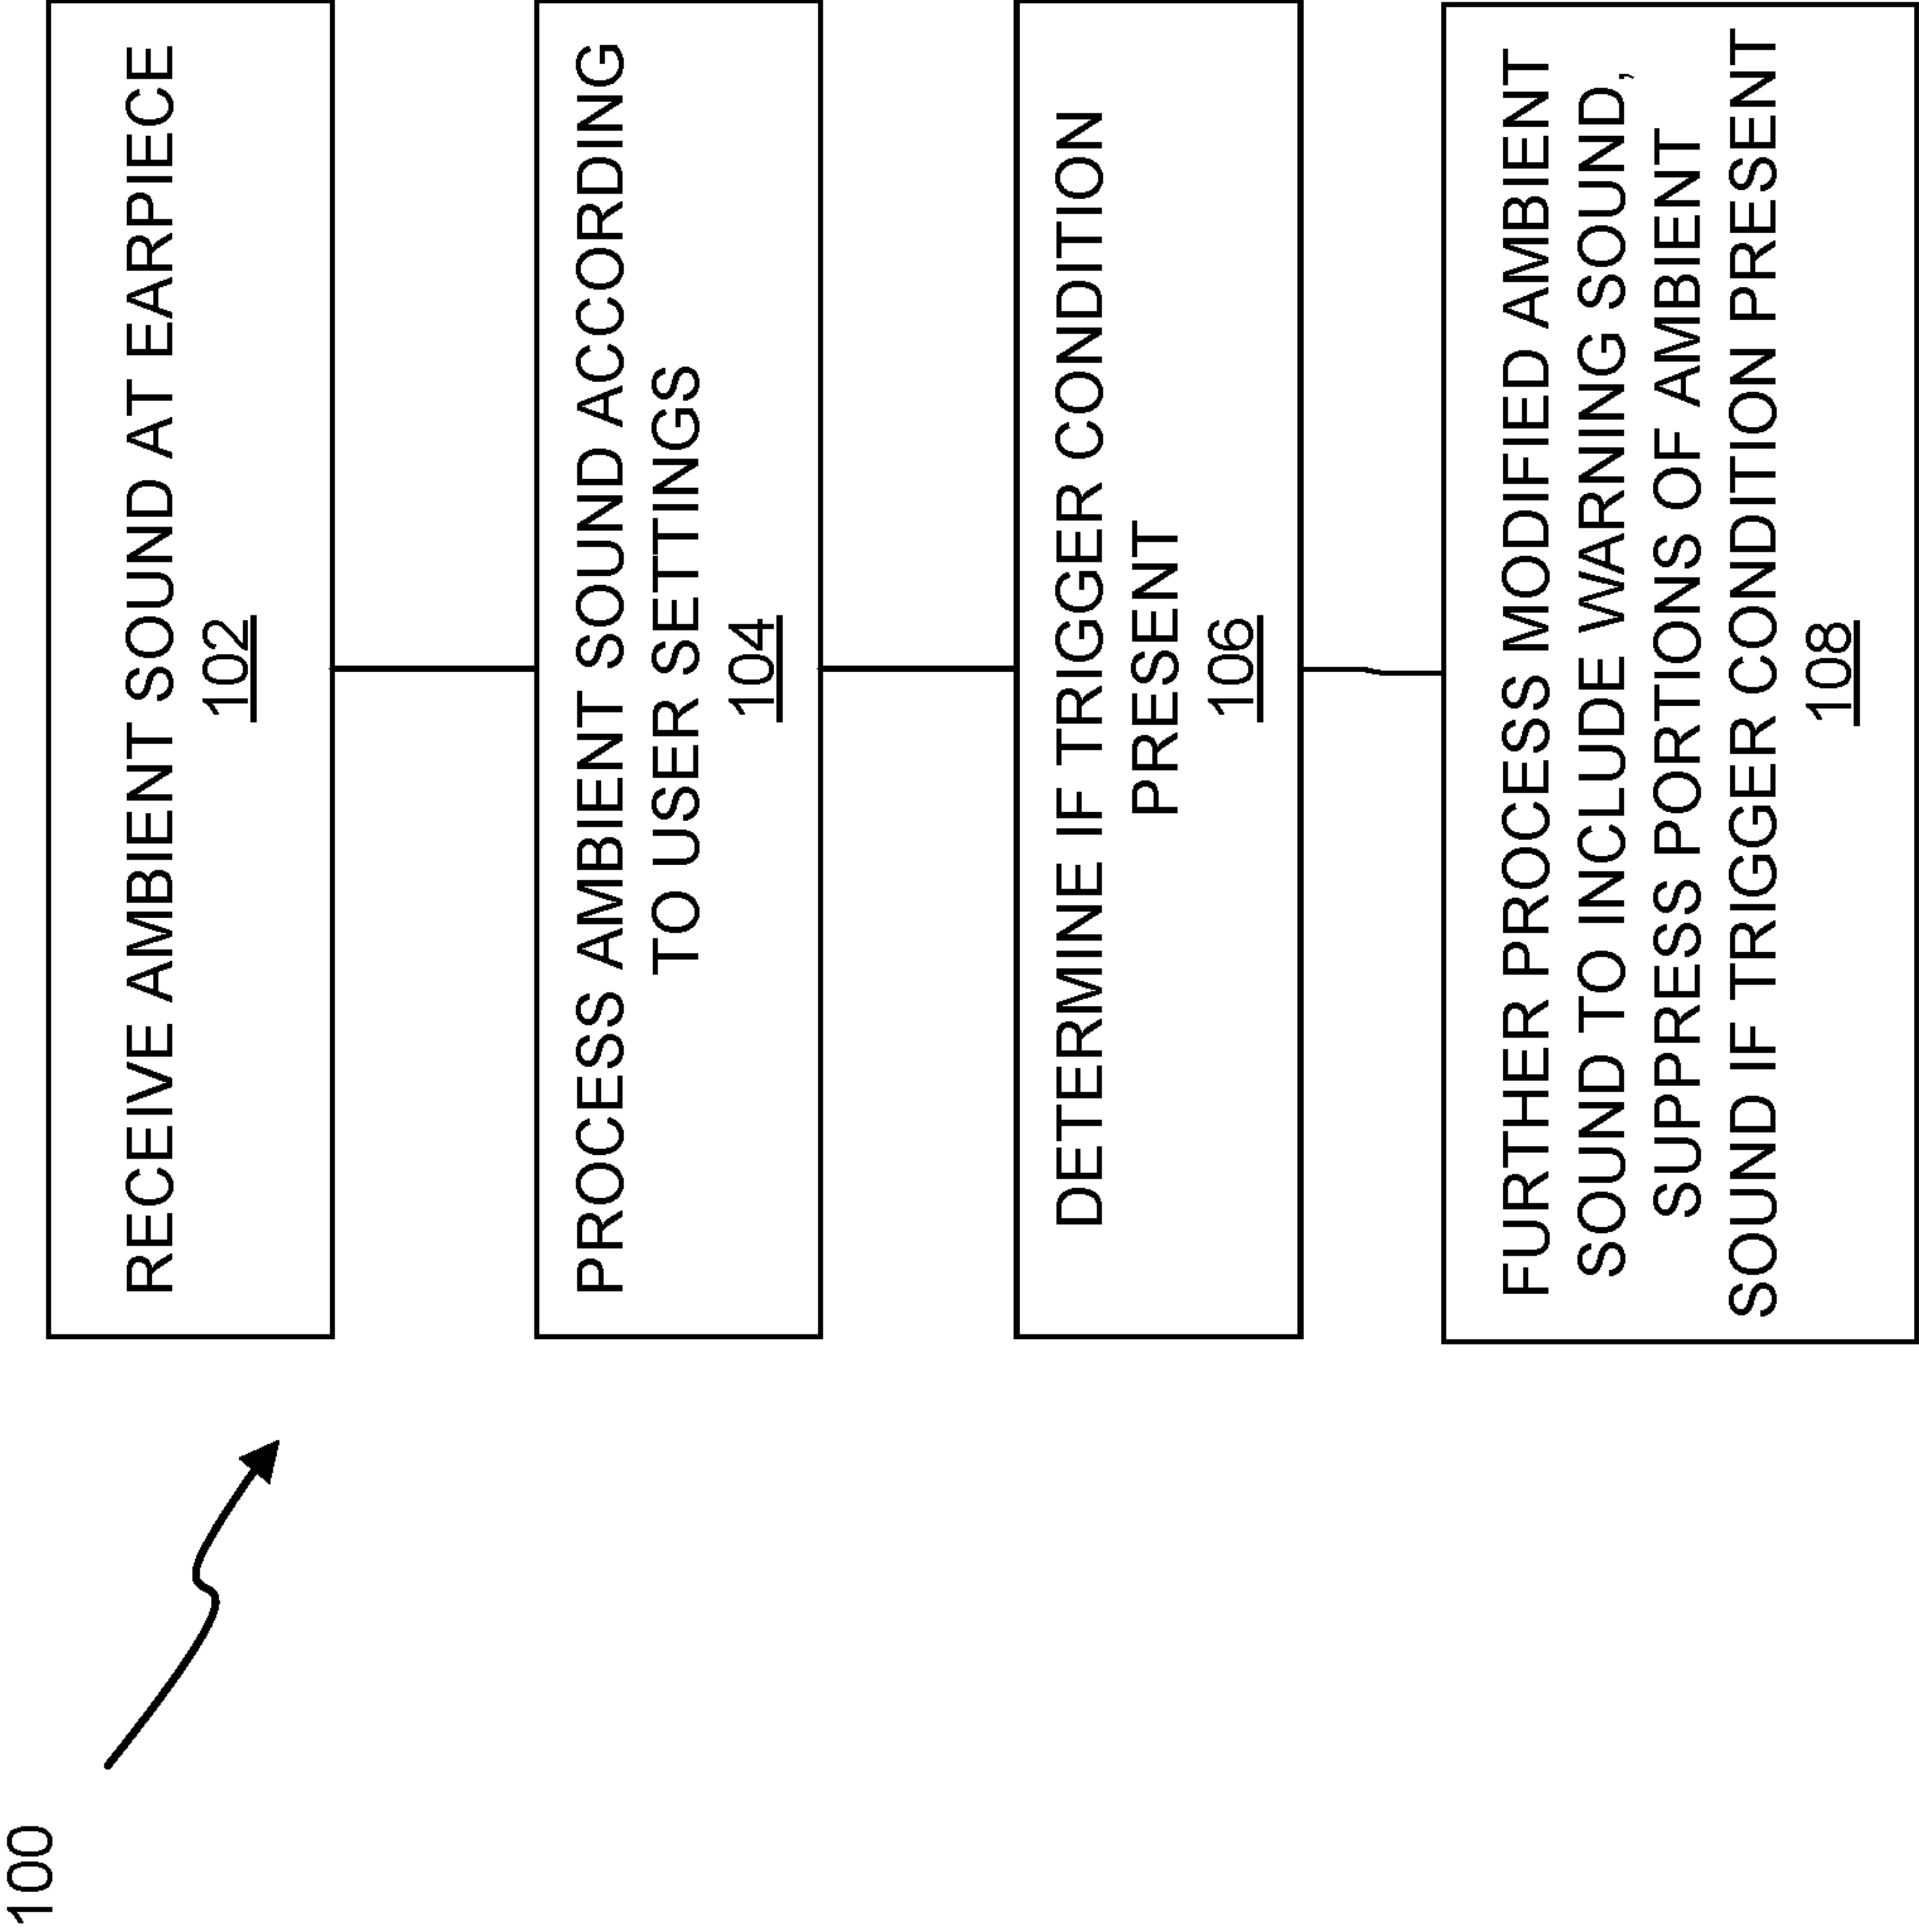 100
RECEIVE AMBIENT SOUND AT EARPIECE
102
PROCESS AMBIENT SOUND ACCORDING
TO USER SETTINGS
104
DETERMINE IF TRIGGER CONDITION
PRESENT
106
FURTHER PROCESS MODIFIED AMBIENT
SOUND TO INCLUDE WARNING SOUND,
SUPPRESS PORTIONS OF AMBIENT
SOUND IF TRIGGER CONDITION PRESENT
108